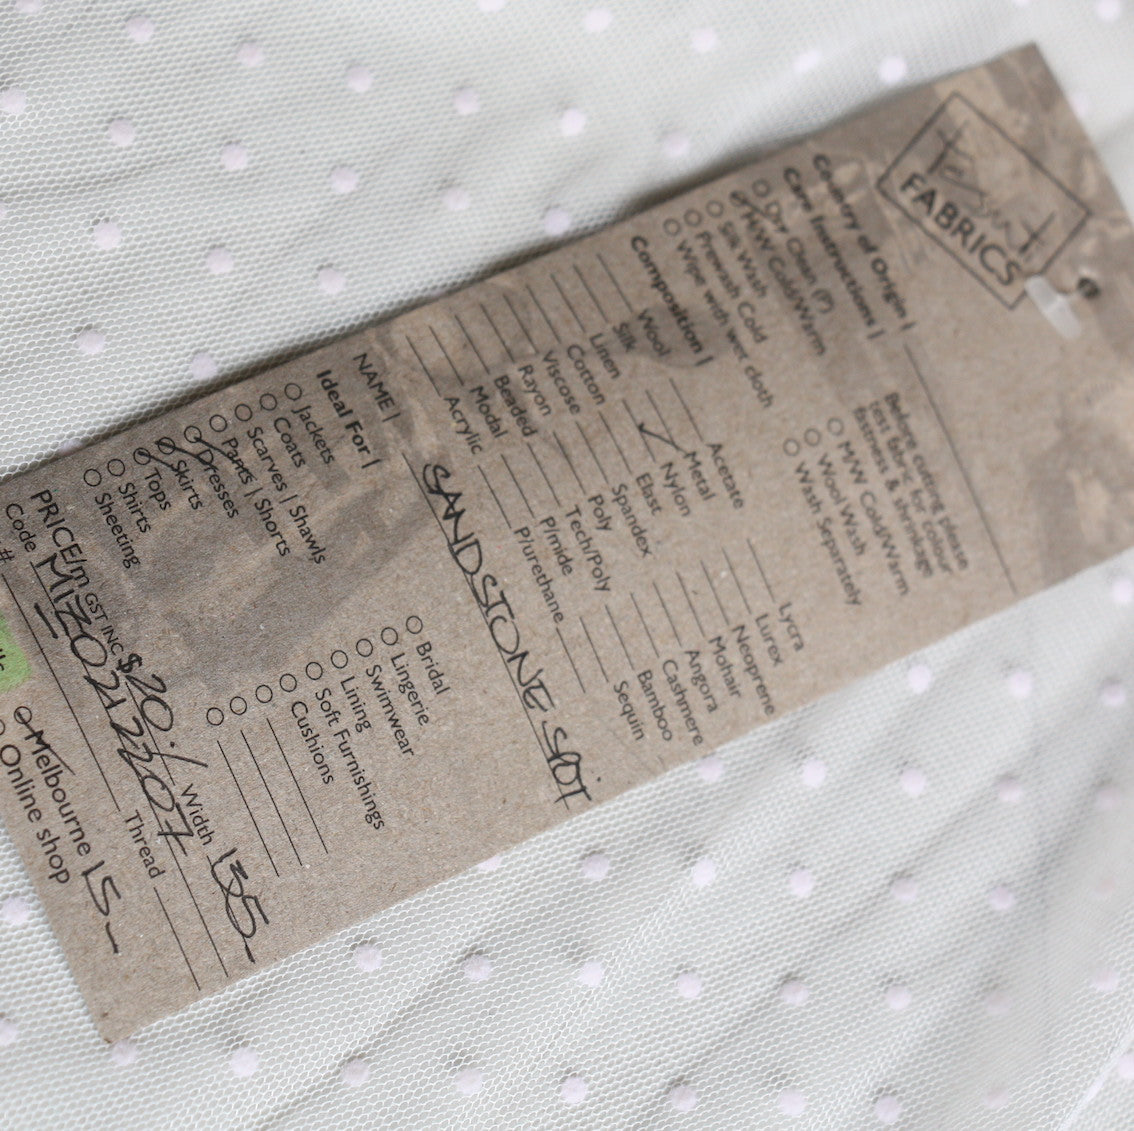 Tessuti
FABRICS
Country of Origin |
Care Instructions |
Dry Clean (P)
M/W Cold/Warm
Silk Wash
Prewash Cold
Wipe with wet cloth
Before cutting please
test fabric for colour
fastness & shrinkage
M/W Cold/Warm
Wool Wash
Wash Separately
Composition |
Wool
Silk
Linen
Cotton
Viscose
Rayon
Beaded
Modal
Acrylic
Acetate
Metal
✓ Nylon
Elast
Spandex
Poly
Tech/Poly
P/mide
P/urethane
Lycra
Lurex
Neoprene
Mohair
Angora
Cashmere
Bamboo
Sequin
NAME | SANDSTONE SPOT
Ideal For |
Jackets
Coats
Scarves | Shawls
Pants | Shorts
Dresses
Skirts
Tops
Shirts
Sheeting
Bridal
Lingerie
Swimwear
Lining
Soft Furnishings
Cushions
PRICE/m GST INC $20./ Width 135-
Code
#
Thread
Melbourne 15-
Online shop